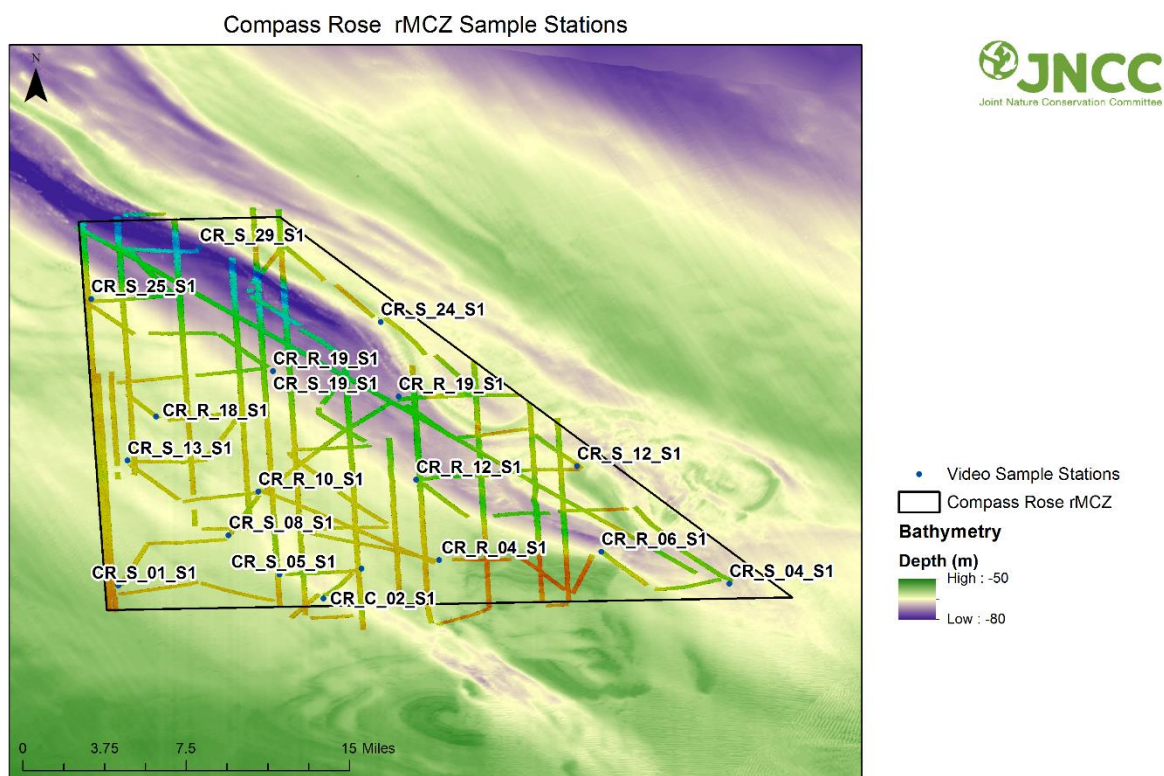 Compass Rose rMCZ Sample Stations
N
JNCC
Joint Nature Conservation Committee
CR_S_29_S1
CR_S_25_S1
CR_S_24_S1
CR_R_19_S1
CR_S_19_S1
CR_R_19_S1
CR_R_18_S1
CR_S_13_S1
CR_S_12_S1
CR_R_12_S1
CR_R_10_S1
CR_S_08_S1
CR_R_06_S1
CR_R_04_S1
CR_S_05_S1
CR_S_01_S1
CR_S_04_S1
CR_C_02_S1
Video Sample Stations
Compass Rose rMCZ
Bathymetry
Depth (m)
High : -50
Low : -80
0 3.75 7.5 15 Miles